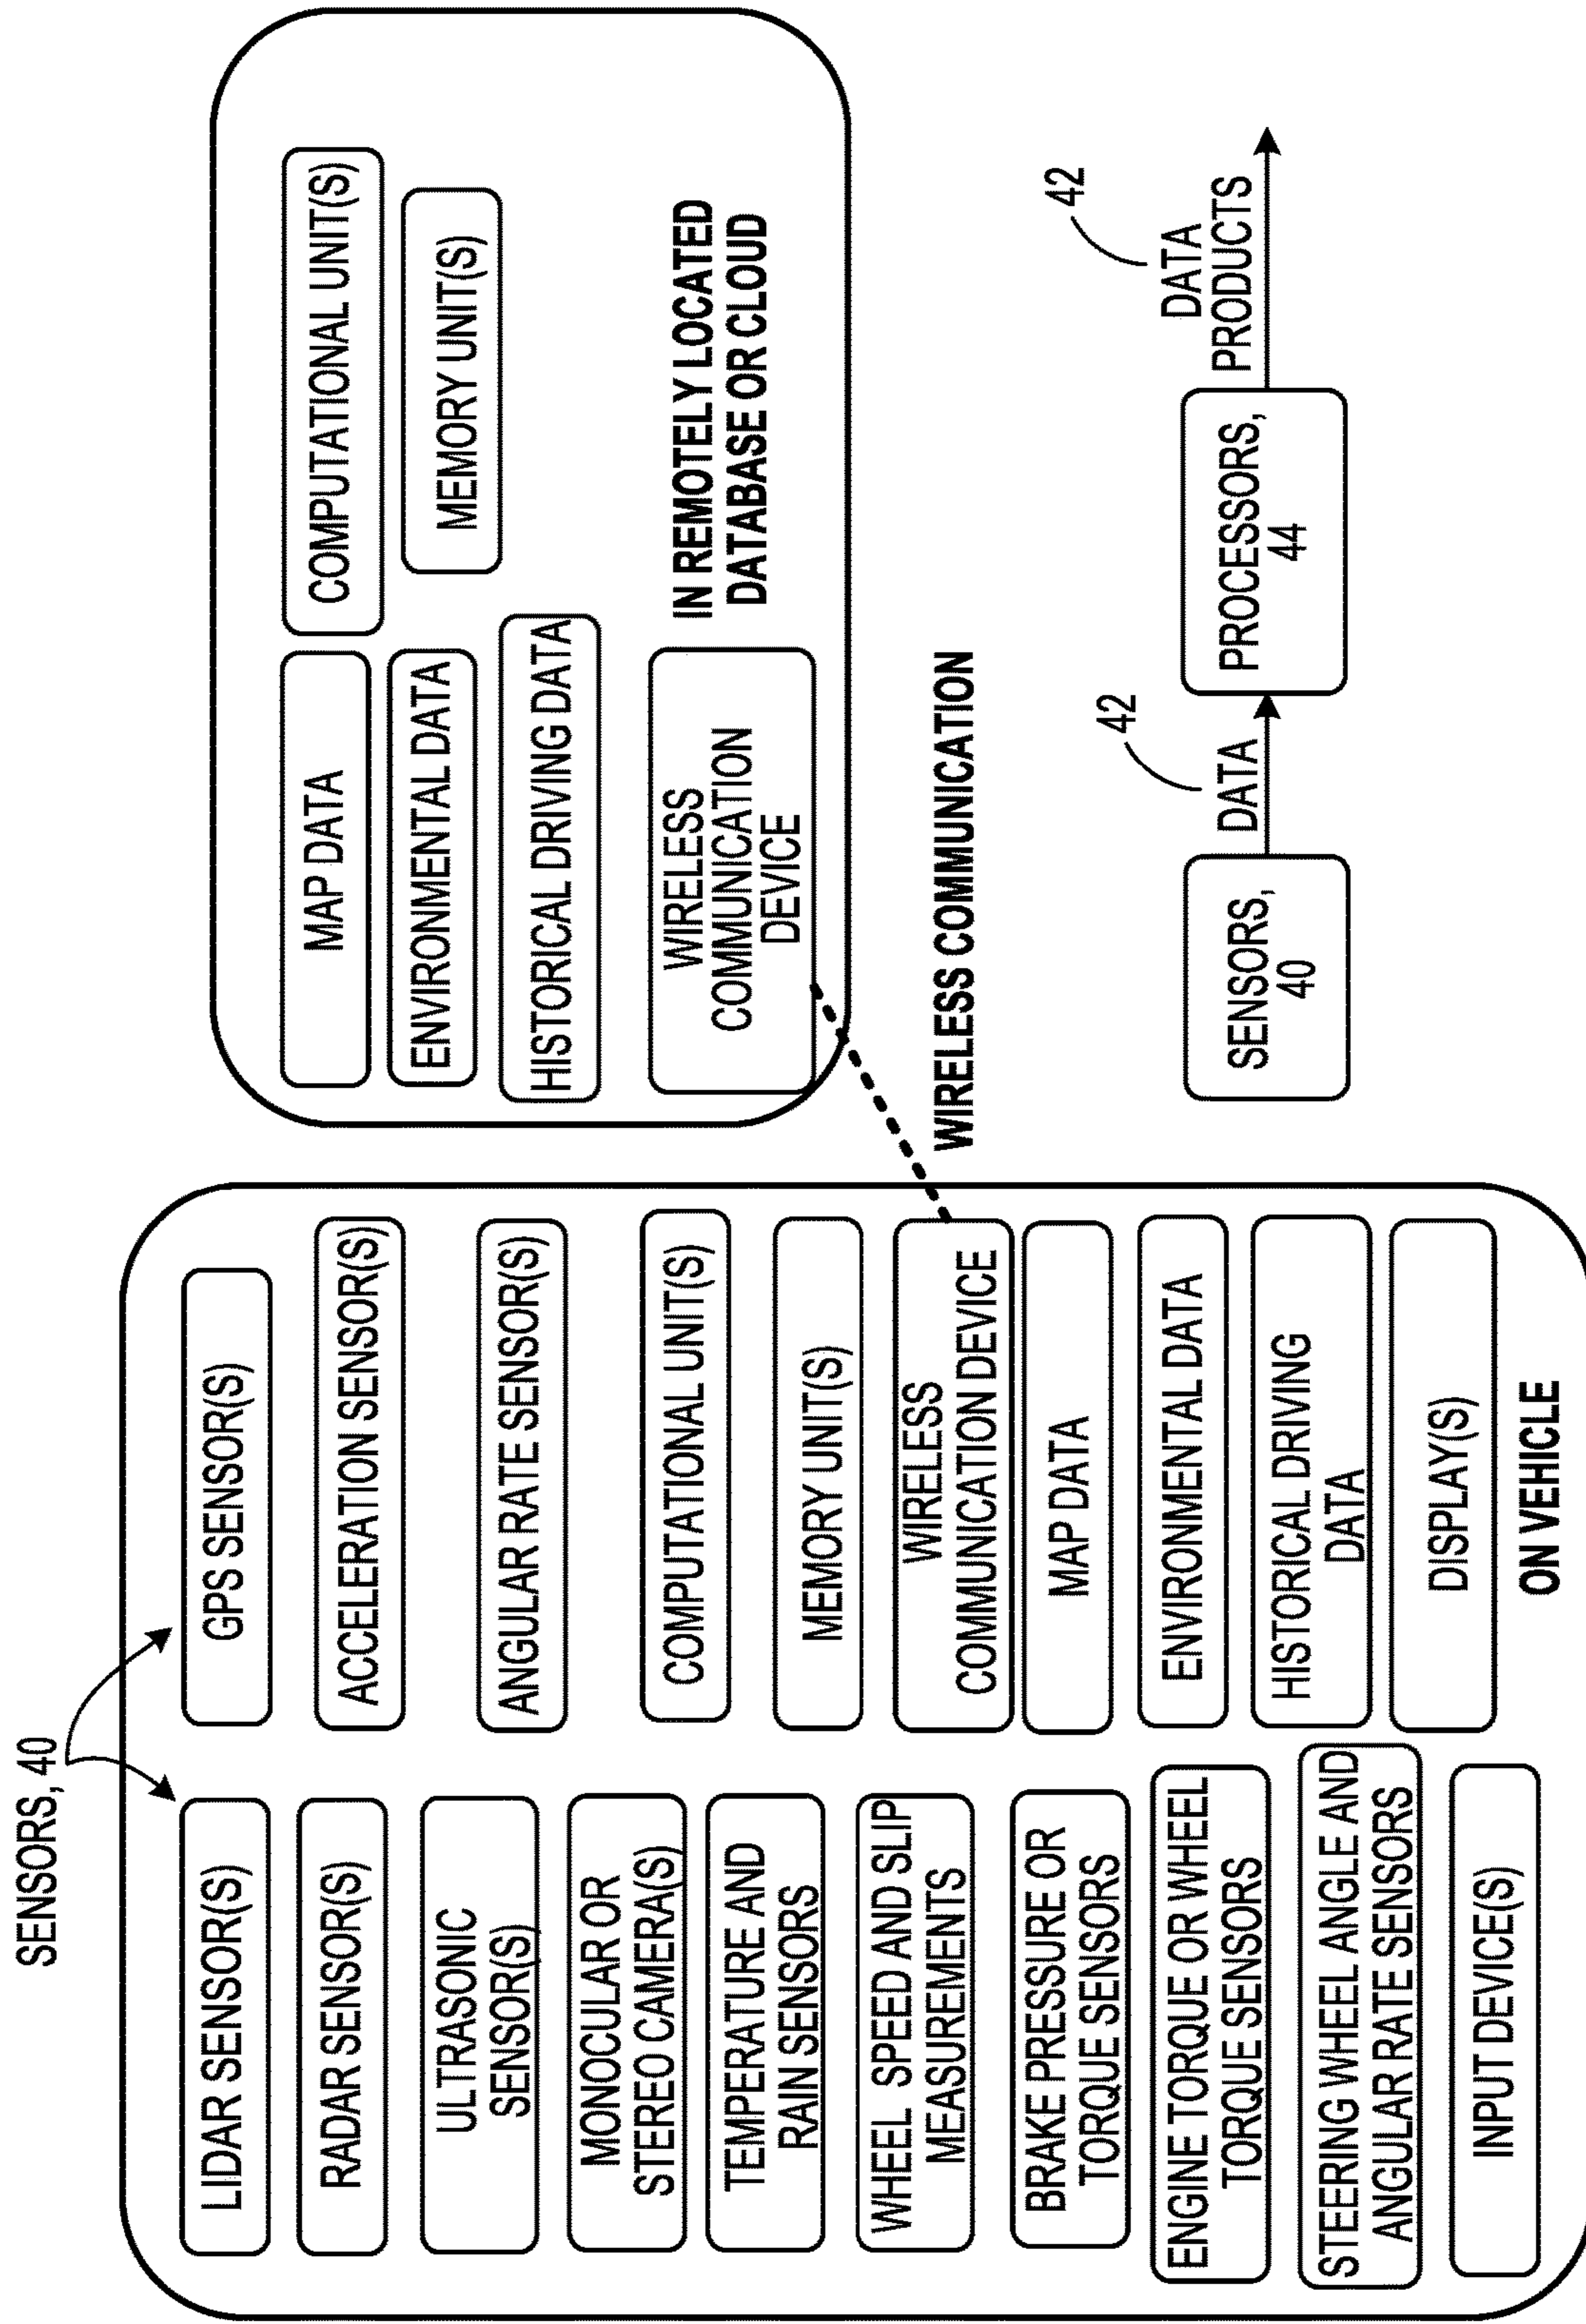 SENSORS, 40
LIDAR SENSOR(S)
RADAR SENSOR(S)
ULTRASONIC
SENSOR(S)
MONOCULAR OR
STEREO CAMERA(S)
TEMPERATURE AND
RAIN SENSORS
WHEEL SPEED AND SLIP
MEASUREMENTS
BRAKE PRESSURE OR
TORQUE SENSORS
ENGINE TORQUE OR WHEEL
TORQUE SENSORS
STEERING WHEEL ANGLE AND
ANGULAR RATE SENSORS
INPUT DEVICE(S)
GPS SENSOR(S)
ACCELERATION SENSOR(S)
ANGULAR RATE SENSOR(S)
COMPUTATIONAL UNIT(S)
MEMORY UNIT(S)
WIRELESS
COMMUNICATION DEVICE
MAP DATA
ENVIRONMENTAL DATA
HISTORICAL DRIVING
DATA
DISPLAY(S)
ON VEHICLE
MAP DATA
ENVIRONMENTAL DATA
HISTORICAL DRIVING DATA
WIRELESS
COMMUNICATION
DEVICE
COMPUTATIONAL UNIT(S)
MEMORY UNIT(S)
IN REMOTELY LOCATED
DATABASE OR CLOUD
WIRELESS COMMUNICATION
SENSORS,
40
DATA
42
PROCESSORS,
44
DATA
PRODUCTS
42